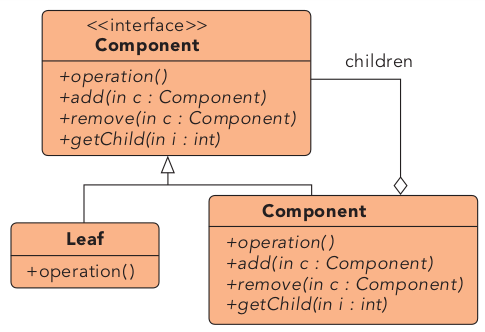 <<interface>>
Component
+operation()
+add(in c : Component)
+remove(in c : Component)
+getChild(in i : int)
children
Leaf
+operation()
Component
+operation()
+add(in c : Component)
+remove(in c : Component)
+getChild(in i : int)